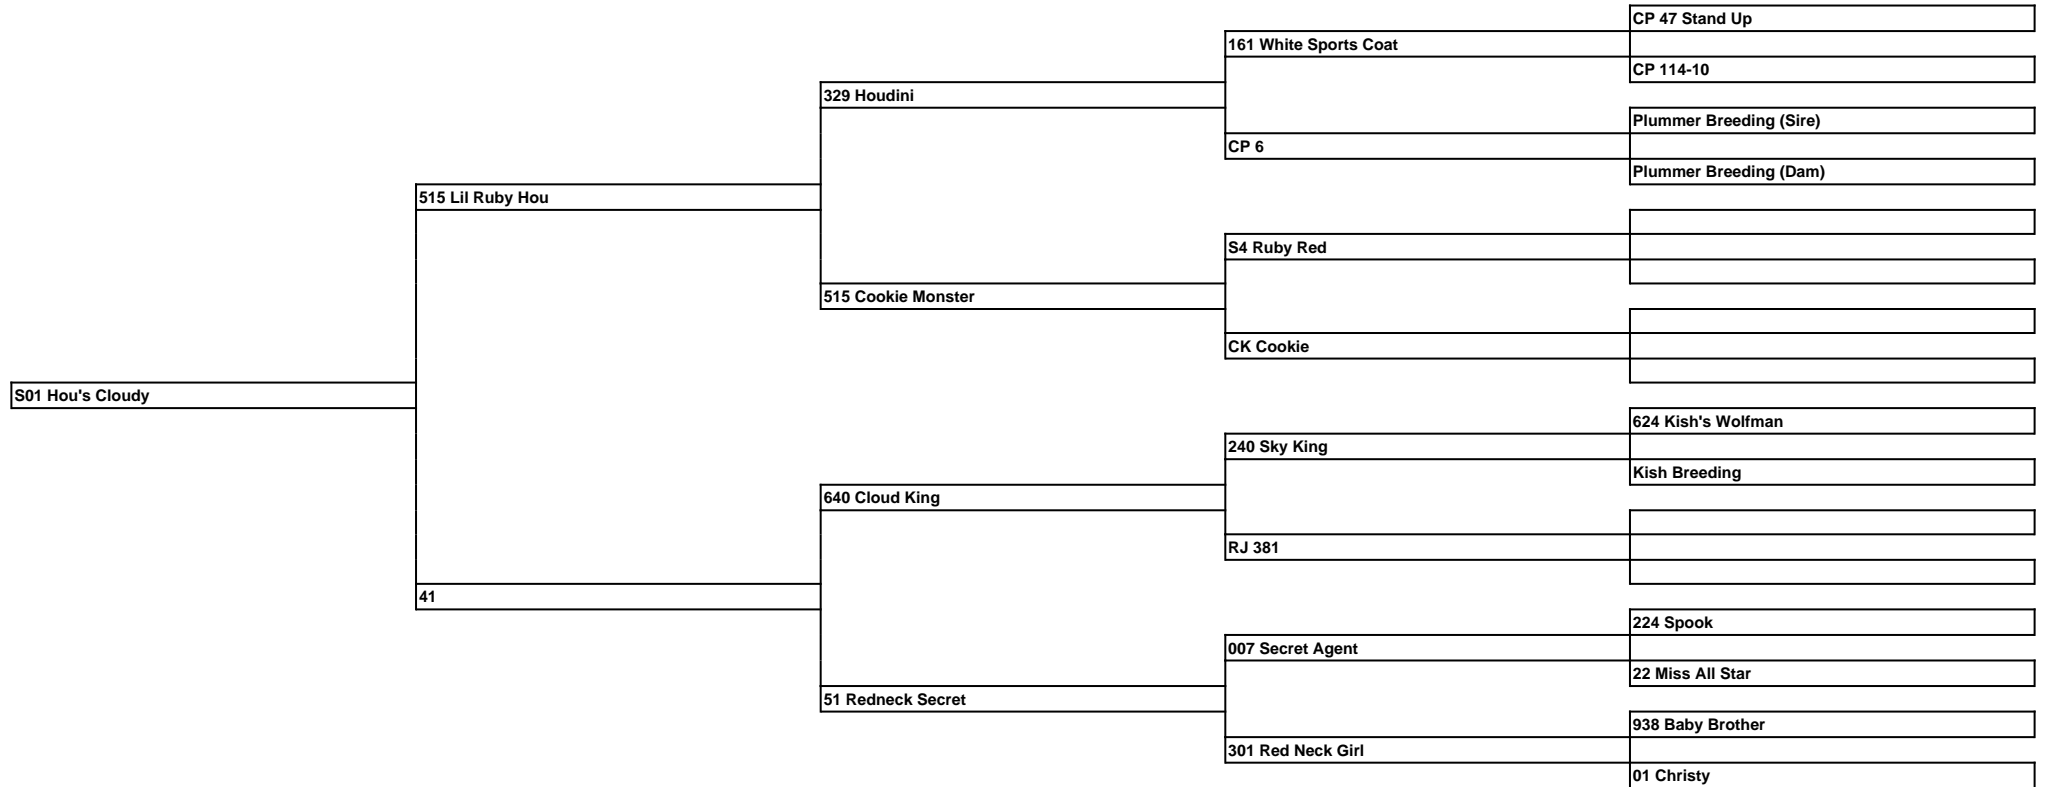 CP 47 Stand Up
161 White Sports Coat
CP 114-10
329 Houdini
Plummer Breeding (Sire)
CP 6
Plummer Breeding (Dam)
515 Lil Ruby Hou
S4 Ruby Red
515 Cookie Monster
CK Cookie
S01 Hou's Cloudy
624 Kish's Wolfman
240 Sky King
Kish Breeding
640 Cloud King
RJ 381
41
224 Spook
007 Secret Agent
22 Miss All Star
51 Redneck Secret
938 Baby Brother
301 Red Neck Girl
01 Christy